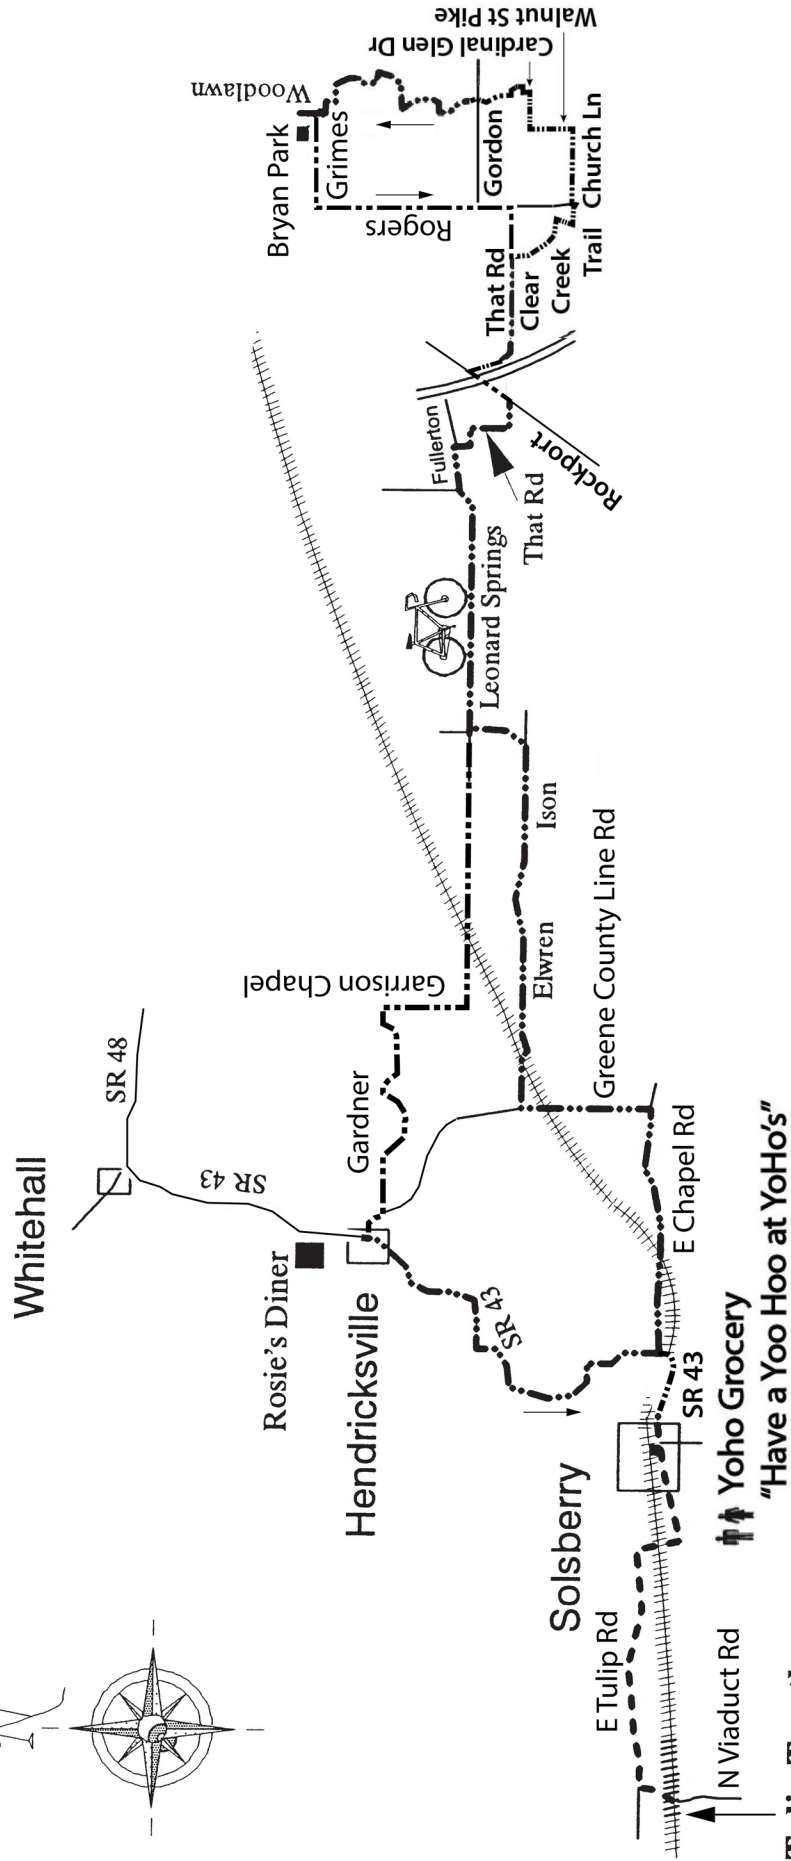 Whitehall
SR 48
SR 43
Rosie's Diner
Hendricksville
Gardner
Garrison Chapel
Bryan Park
Woodlawn
Grimes
Rogers
Gordon
Cardinal Glen Dr
Walnut St Pike
Church Ln
That Rd
Clear
Creek
Trail
Fullerton
Rockport
That Rd
Leonard Springs
Ison
Elwren
Greene County Line Rd
E Chapel Rd
SR 43
SR 43
Solsberry
E Tulip Rd
N Viaduct Rd
Yoho Grocery
"Have a Yoo Hoo at YoHo's"